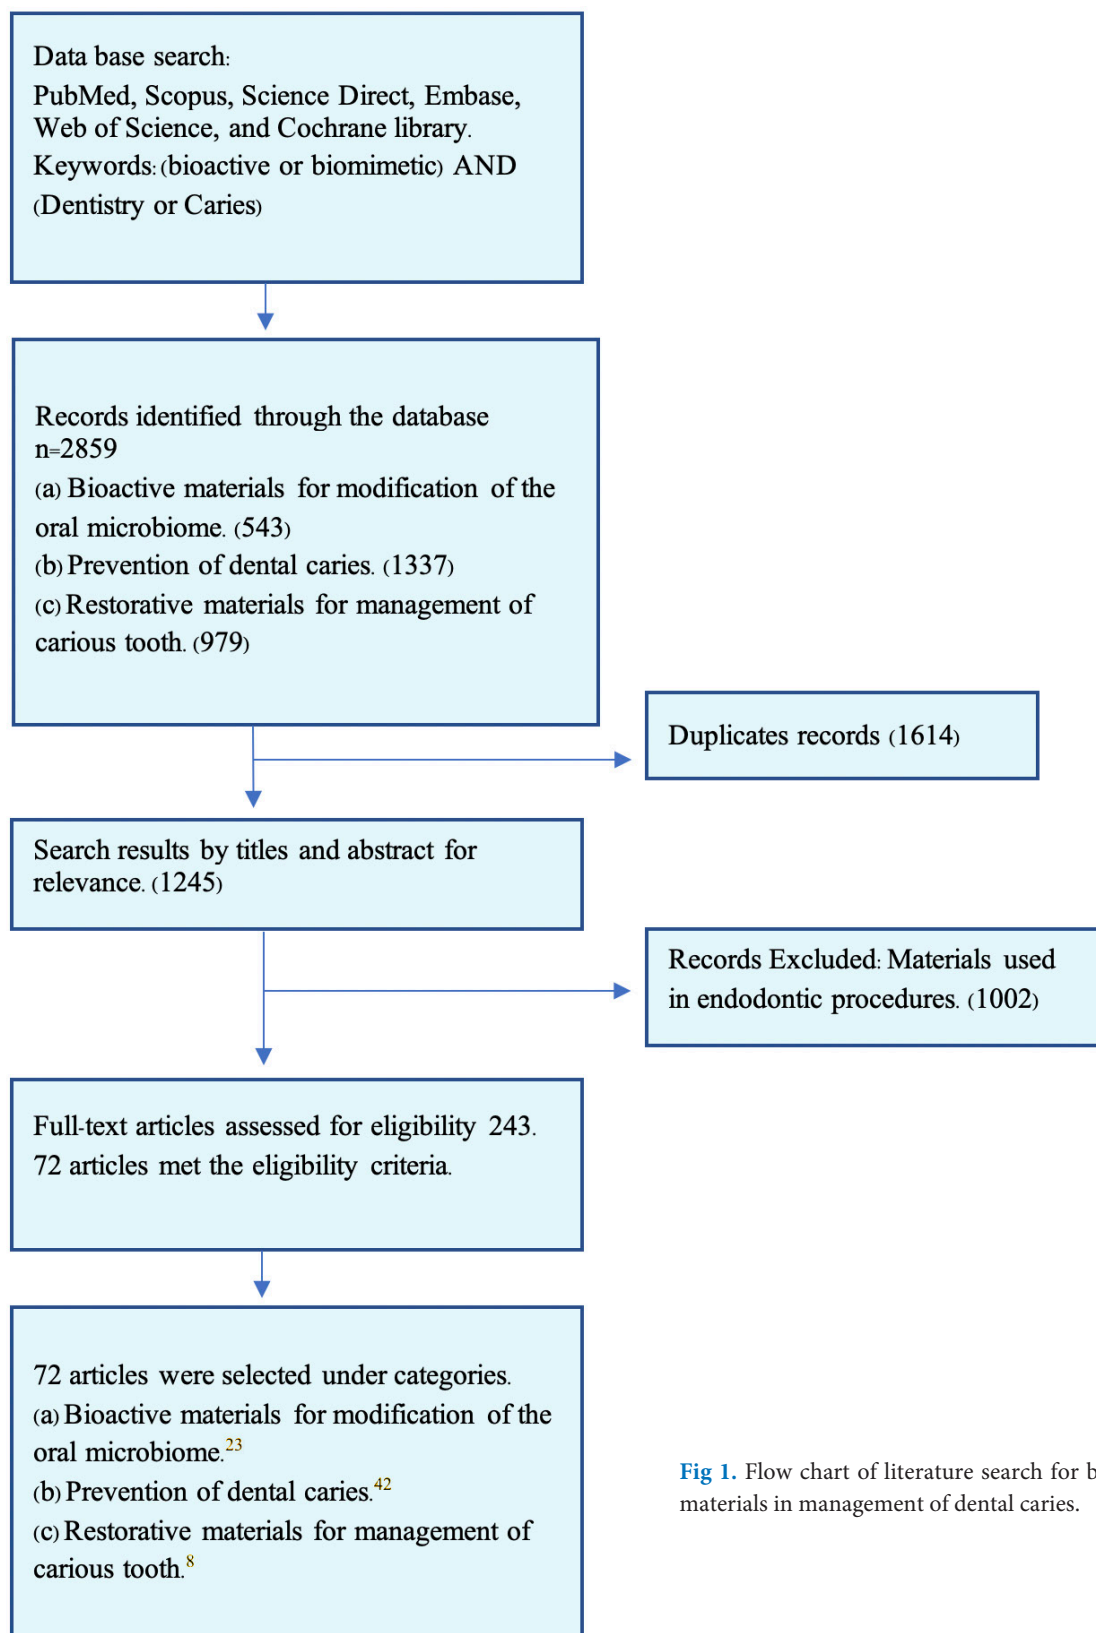 Data base search:
PubMed, Scopus, Science Direct, Embase,
Web of Science, and Cochrane library.
Keywords: (bioactive or biomimetic) AND
(Dentistry or Caries)
Records identified through the database
n=2859
(a) Bioactive materials for modification of the
oral microbiome. (543)
(b) Prevention of dental caries. (1337)
(c) Restorative materials for management of
carious tooth. (979)
Duplicates records (1614)
Search results by titles and abstract for
relevance. (1245)
Records Excluded: Materials used
in endodontic procedures. (1002)
Full-text articles assessed for eligibility 243.
72 articles met the eligibility criteria.
72 articles were selected under categories.
(a) Bioactive materials for modification of the
oral microbiome.23
(b) Prevention of dental caries.42
(c) Restorative materials for management of
carious tooth.8
Fig 1. Flow chart of literature search for
materials in management of dental caries.